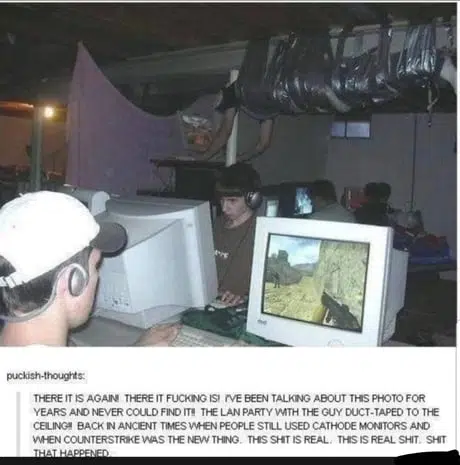 puckish-thoughts:
THERE IT IS AGAIN!! THERE IT FUCKING IS! I'VE BEEN TALKING ABOUT THIS PHOTO FOR
YEARS AND NEVER COULD FIND IT!! THE LAN PARTY WITH THE GUY DUCT-TAPED TO THE
CEILING!! BACK IN ANCIENT TIMES WHEN PEOPLE STILL USED CATHODE MONITORS AND
WHEN COUNTERSTRIKE WAS THE NEW THING. THIS SHIT IS REAL. THIS IS REAL SHIT. SHIT
THAT HAPPENED.